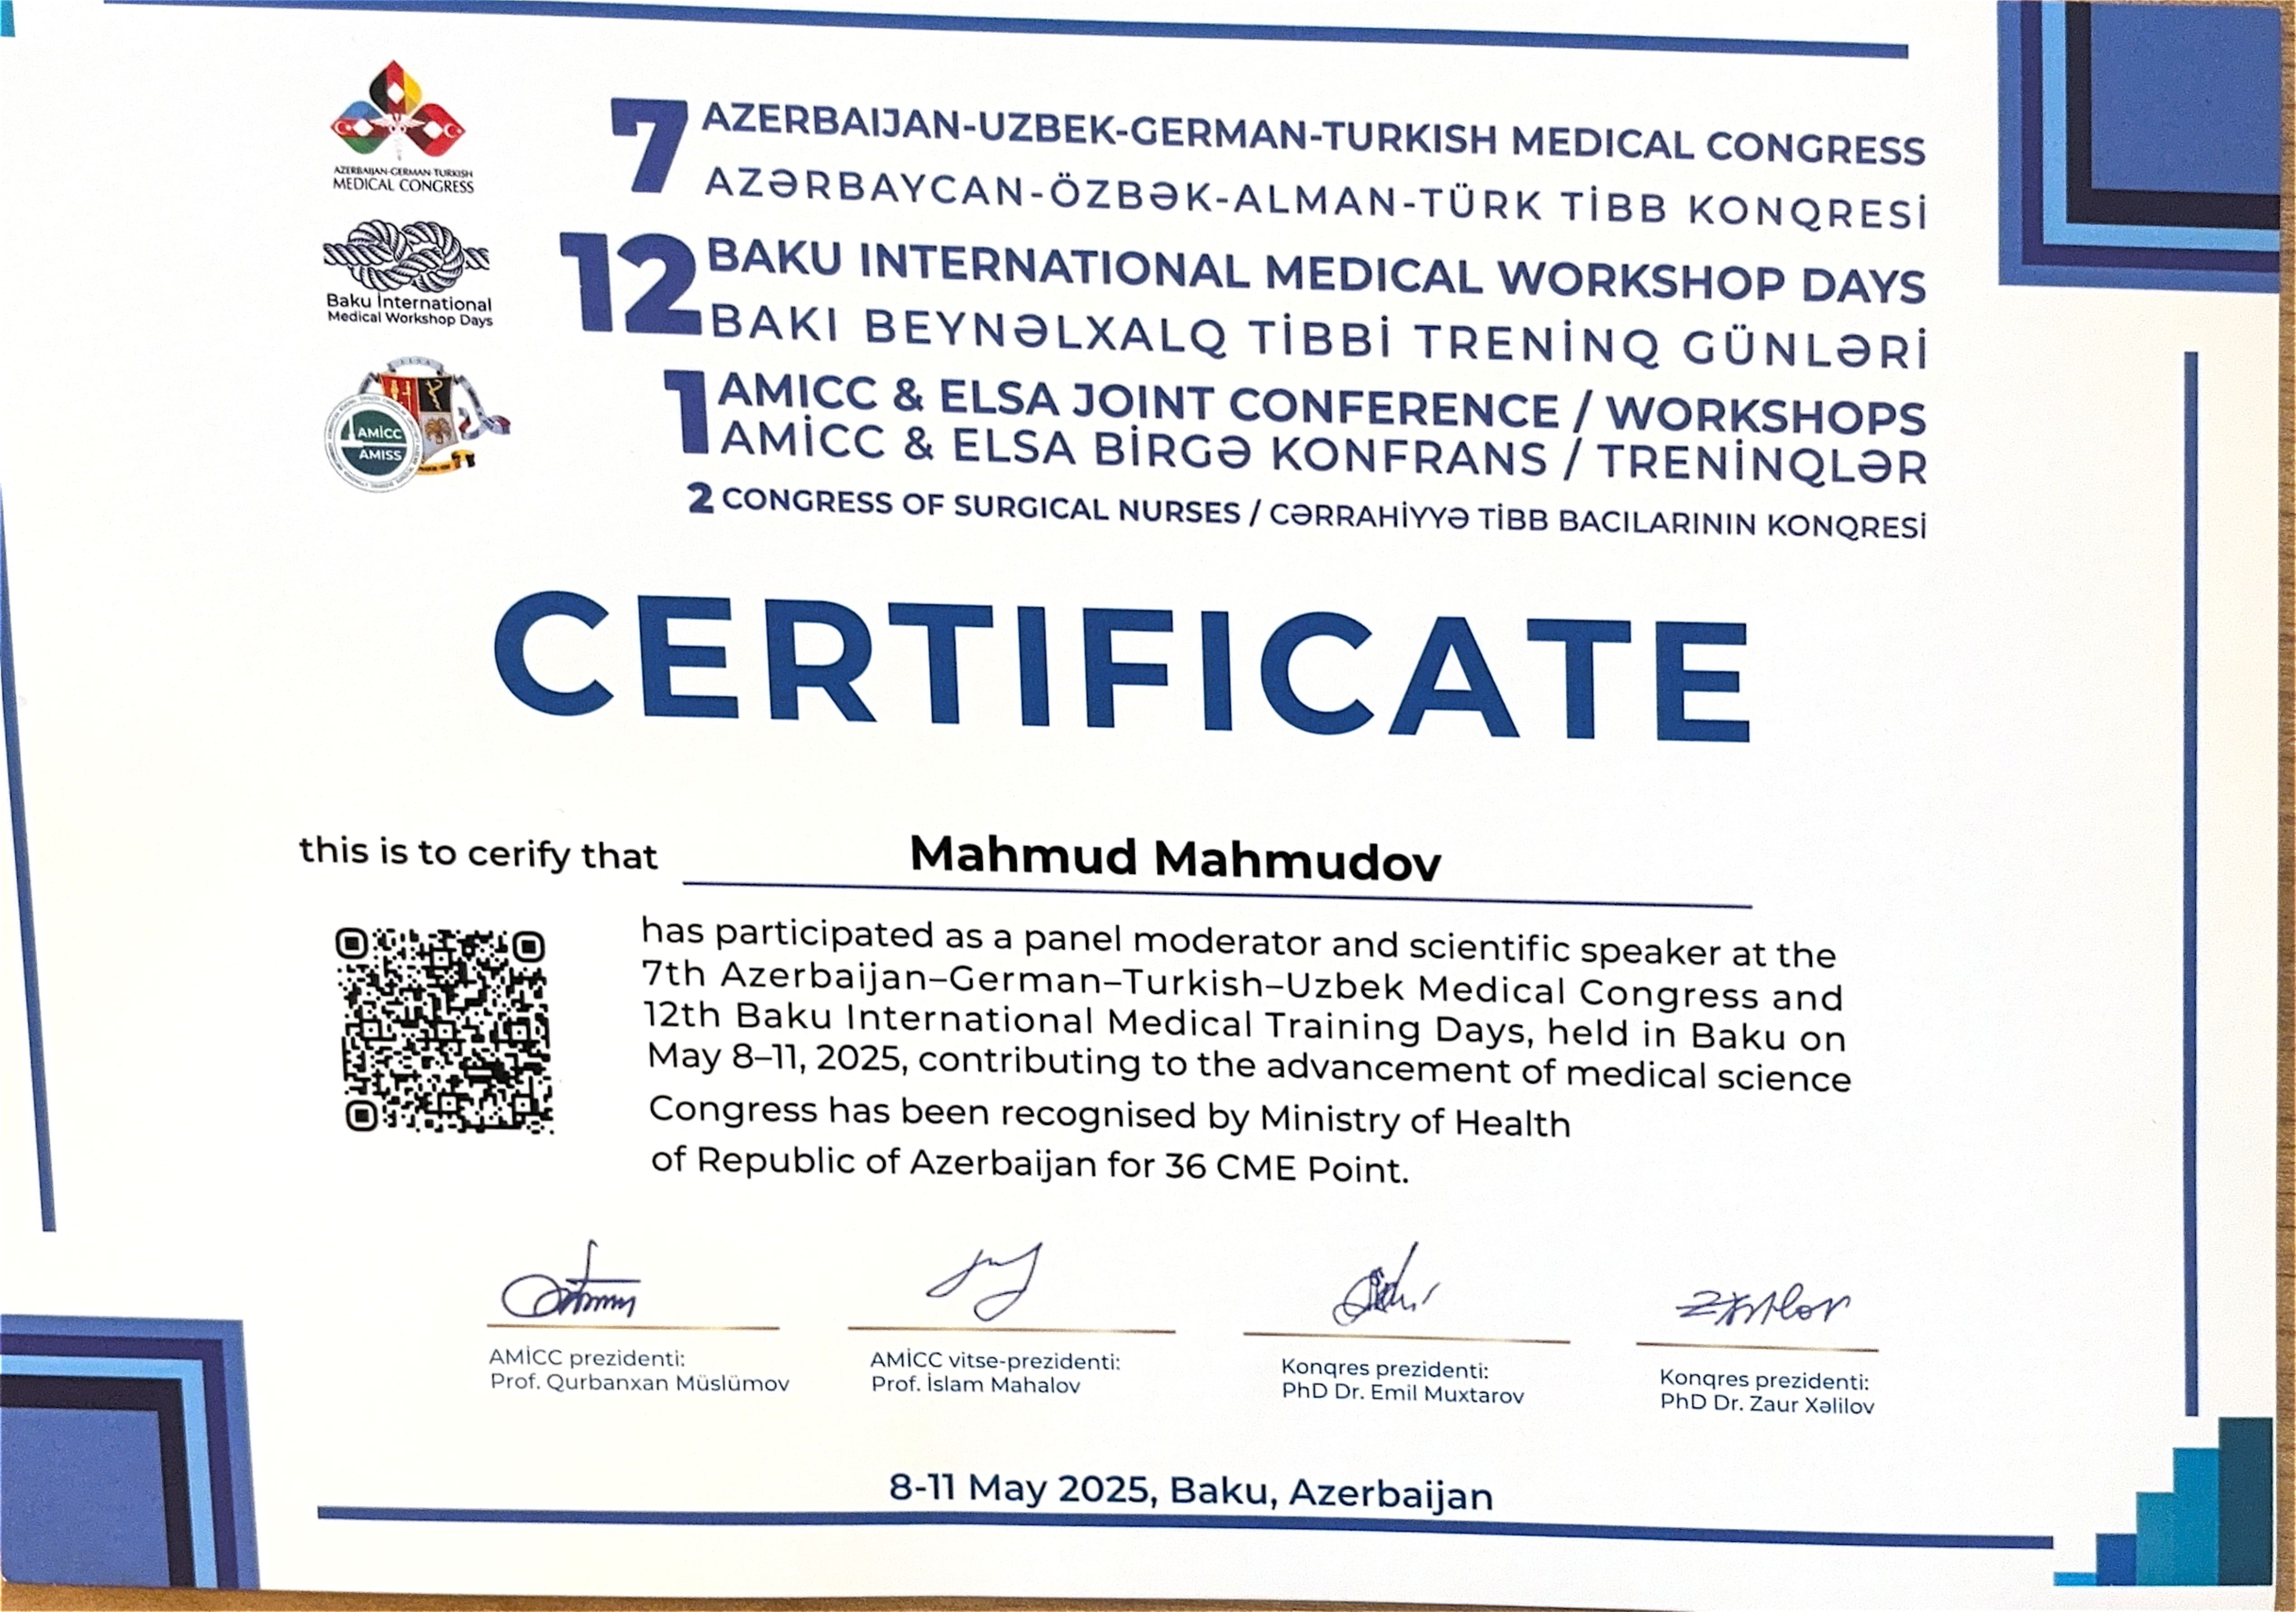 AZERBAIJAN-GERMAN TURKISH
MEDICAL CONGRESS
Baku İnternational
Medical Workshop Days
ELSA
AMİCC
AMISS
7 AZERBAIJAN-UZBEK-GERMAN-TURKISH MEDICAL CONGRESS
AZƏRBAYCAN-ÖZBƏK-ALMAN-TÜRK TİBB KONQRESİ
12 BAKU INTERNATIONAL MEDICAL WORKSHOP DAYS
BAKI BEYNƏLXALQ TİBBİ TRENİNQ GÜNLƏRİ
1 AMICC & ELSA JOINT CONFERENCE / WORKSHOPS
AMİCC & ELSA BİRGƏ KONFRANS / TRENİNQLƏR
2 CONGRESS OF SURGICAL NURSES / CƏRRAHİYYƏ TİBB BACILARININ KONQRESİ
CERTIFICATE
this is to cerify that Mahmud Mahmudov
has participated as a panel moderator and scientific speaker at the
7th Azerbaijan–German–Turkish–Uzbek Medical Congress and
12th Baku International Medical Training Days, held in Baku on
May 8–11, 2025, contributing to the advancement of medical science
Congress has been recognised by Ministry of Health
of Republic of Azerbaijan for 36 CME Point.
AMİCC prezidenti:
Prof. Qurbanxan Müslümov
AMİCC vitse-prezidenti:
Prof. İslam Mahalov
Konqres prezidenti:
PhD Dr. Emil Muxtarov
Konqres prezidenti:
PhD Dr. Zaur Xəlilov
8-11 May 2025, Baku, Azerbaijan